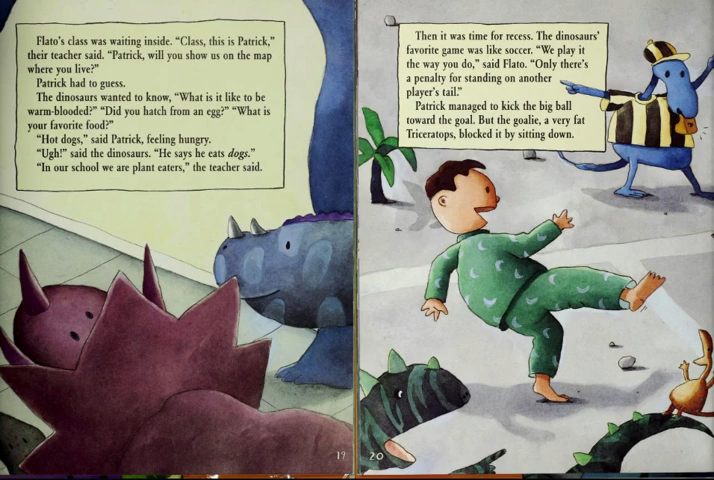 Flato's class was waiting inside. "Class, this is Patrick,"
their teacher said. "Patrick, will you show us on the map
where you live?"
Patrick had to guess.
The dinosaurs wanted to know, "What is it like to be
warm-blooded?" "Did you hatch from an egg?" "What is
your favorite food?"
"Hot dogs," said Patrick, feeling hungry.
"Ugh!" said the dinosaurs. "He says he eats dogs."
"In our school we are plant eaters," the teacher said.
19
Then it was time for recess. The dinosaurs'
favorite game was like soccer. "We play it
the way you do," said Flato. "Only there's
a penalty for standing on another
player's tail."
Patrick managed to kick the big ball
toward the goal. But the goalie, a very fat
Triceratops, blocked it by sitting down.
20